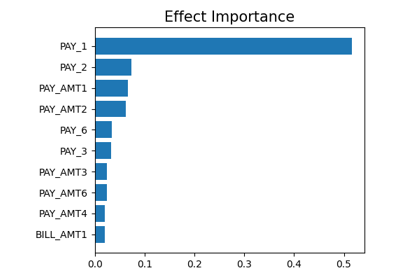 Effect Importance
PAY_1
PAY_2
PAY_AMT1
PAY_AMT2
PAY_6
PAY_3
PAY_AMT3
PAY_AMT6
PAY_AMT4
BILL_AMT1
0.0 0.1 0.2 0.3 0.4 0.5